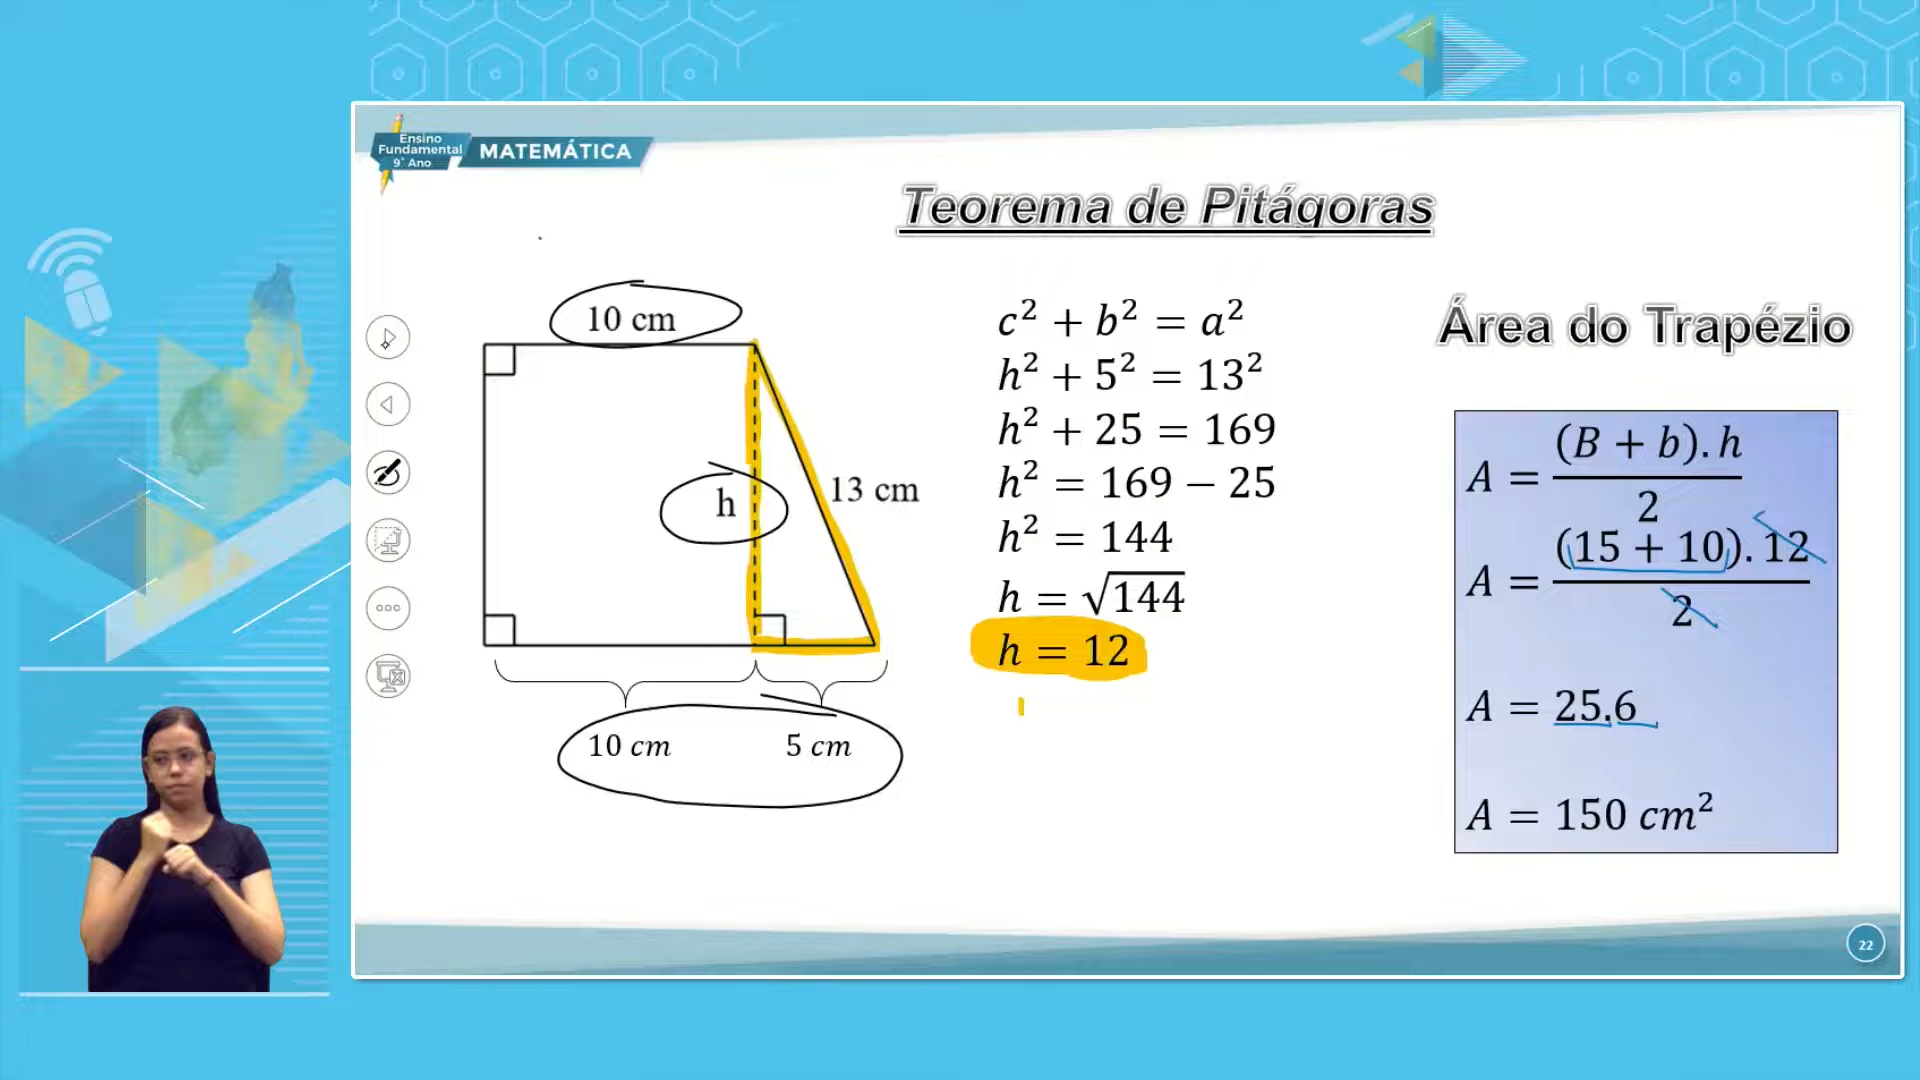 Ensino
Fundamental
9° Ano
MATEMÁTICA
Teorema de Pitágoras
10 cm
h
13 cm
10 cm
5 cm
c² + b² = a²
h² + 5² = 13²
h² + 25 = 169
h² = 169 − 25
h² = 144
h = √144
h = 12
Área do Trapézio
A = (B + b). h / 2
A = (15 + 10). 12 / 2
A = 25.6
A = 150 cm²
22